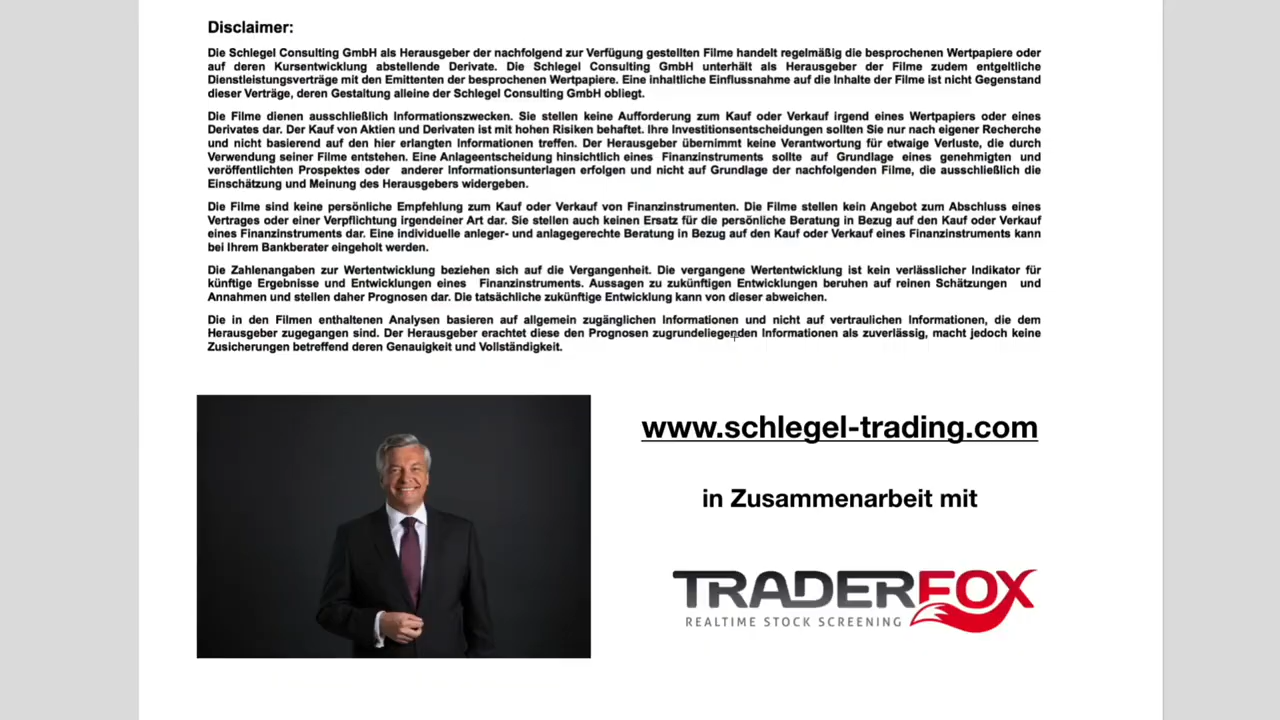 Disclaimer:
Die Schlegel Consulting GmbH als Herausgeber der nachfolgend zur Verfügung gestellten Filme handelt regelmäßig die besprochenen Wertpapiere oder
auf deren Kursentwicklung abstellende Derivate. Die Schlegel Consulting GmbH unterhält als Herausgeber der Filme zudem entgeltliche
Dienstleistungsverträge mit den Emittenten der besprochenen Wertpapiere. Eine inhaltliche Einflussnahme auf die Inhalte der Filme ist nicht Gegenstand
dieser Verträge, deren Gestaltung alleine der Schlegel Consulting GmbH obliegt.
Die Filme dienen ausschließlich Informationszwecken. Sie stellen keine Aufforderung zum Kauf oder Verkauf irgend eines Wertpapiers oder eines
Derivates dar. Der Kauf von Aktien und Derivaten ist mit hohen Risiken behaftet. Ihre Investitionsentscheidungen sollten Sie nur nach eigener Recherche
und nicht basierend auf den hier erlangten Informationen treffen. Der Herausgeber übernimmt keine Verantwortung für etwaige Verluste, die durch
Verwendung seiner Filme entstehen. Eine Anlageentscheidung hinsichtlich eines Finanzinstruments sollte auf Grundlage eines genehmigten und
veröffentlichten Prospektes oder anderer Informationsunterlagen erfolgen und nicht auf Grundlage der nachfolgenden Filme, die ausschließlich die
Einschätzung und Meinung des Herausgebers widergeben.
Die Filme sind keine persönliche Empfehlung zum Kauf oder Verkauf von Finanzinstrumenten. Die Filme stellen kein Angebot zum Abschluss eines
Vertrages oder einer Verpflichtung irgendeiner Art dar. Sie stellen auch keinen Ersatz für die persönliche Beratung in Bezug auf den Kauf oder Verkauf
eines Finanzinstruments dar. Eine individuelle anleger- und anlagegerechte Beratung in Bezug auf den Kauf oder Verkauf eines Finanzinstruments kann
bei Ihrem Bankberater eingeholt werden.
Die Zahlenangaben zur Wertentwicklung beziehen sich auf die Vergangenheit. Die vergangene Wertentwicklung ist kein verlässlicher Indikator für
künftige Ergebnisse und Entwicklungen eines Finanzinstruments. Aussagen zu zukünftigen Entwicklungen beruhen auf reinen Schätzungen und
Annahmen und stellen daher Prognosen dar. Die tatsächliche zukünftige Entwicklung kann von dieser abweichen.
Die in den Filmen enthaltenen Analysen basieren auf allgemein zugänglichen Informationen und nicht auf vertraulichen Informationen, die dem
Herausgeber zugegangen sind. Der Herausgeber erachtet diese den Prognosen zugrundeliegenden Informationen als zuverlässig, macht jedoch keine
Zusicherungen betreffend deren Genauigkeit und Vollständigkeit.
www.schlegel-trading.com
in Zusammenarbeit mit
TRADERFOX
REALTIME STOCK SCREENING